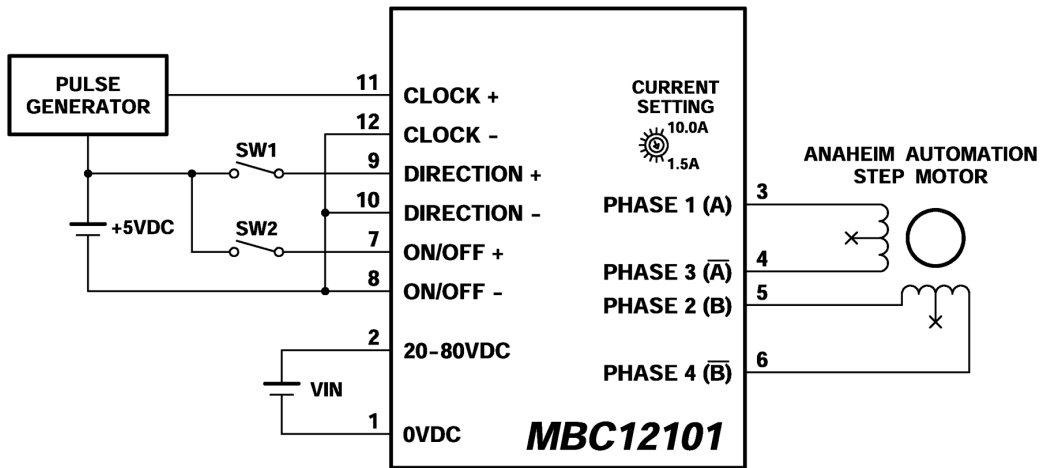 PULSE
GENERATOR
+5VDC
SW1
SW2
VIN
11
12
9
10
7
8
2
1
CLOCK +
CLOCK -
DIRECTION +
DIRECTION -
ON/OFF +
ON/OFF -
20-80VDC
0VDC
CURRENT
SETTING
10.0A
1.5A
PHASE 1 (A)
PHASE 3 (A̅)
PHASE 2 (B)
PHASE 4 (B̅)
MBC12101
3
4
5
6
ANAHEIM AUTOMATION
STEP MOTOR